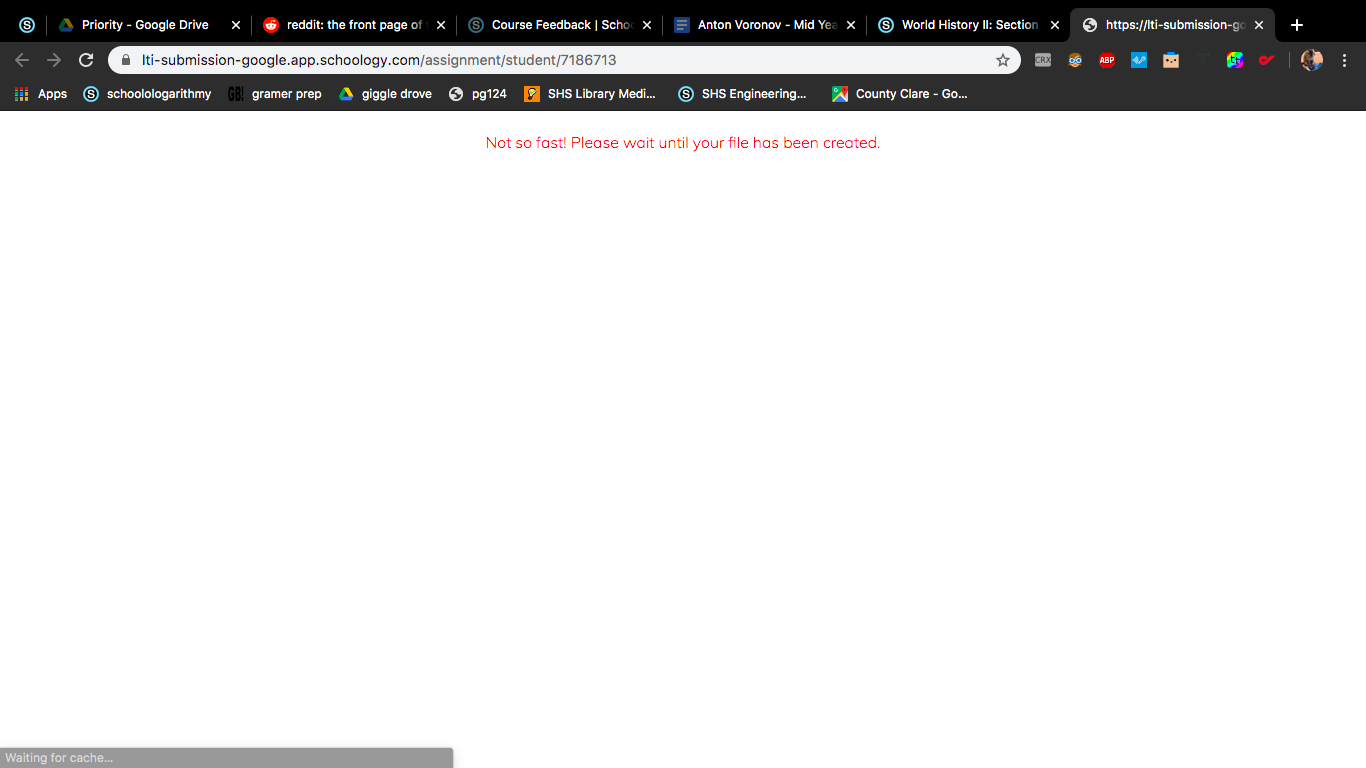 Priority - Google Drive
reddit: the front page of
Course Feedback | Scho
Anton Voronov - Mid Yea
World History II: Section
https://lti-submission-go
lti-submission-google.app.schoology.com/assignment/student/7186713
CRX
ABP
Apps
schoolologarithmy
GB!
gramer prep
giggle drove
pg124
SHS Library Medi...
SHS Engineering...
County Clare - Go...
Not so fast! Please wait until your file has been created.
Waiting for cache...